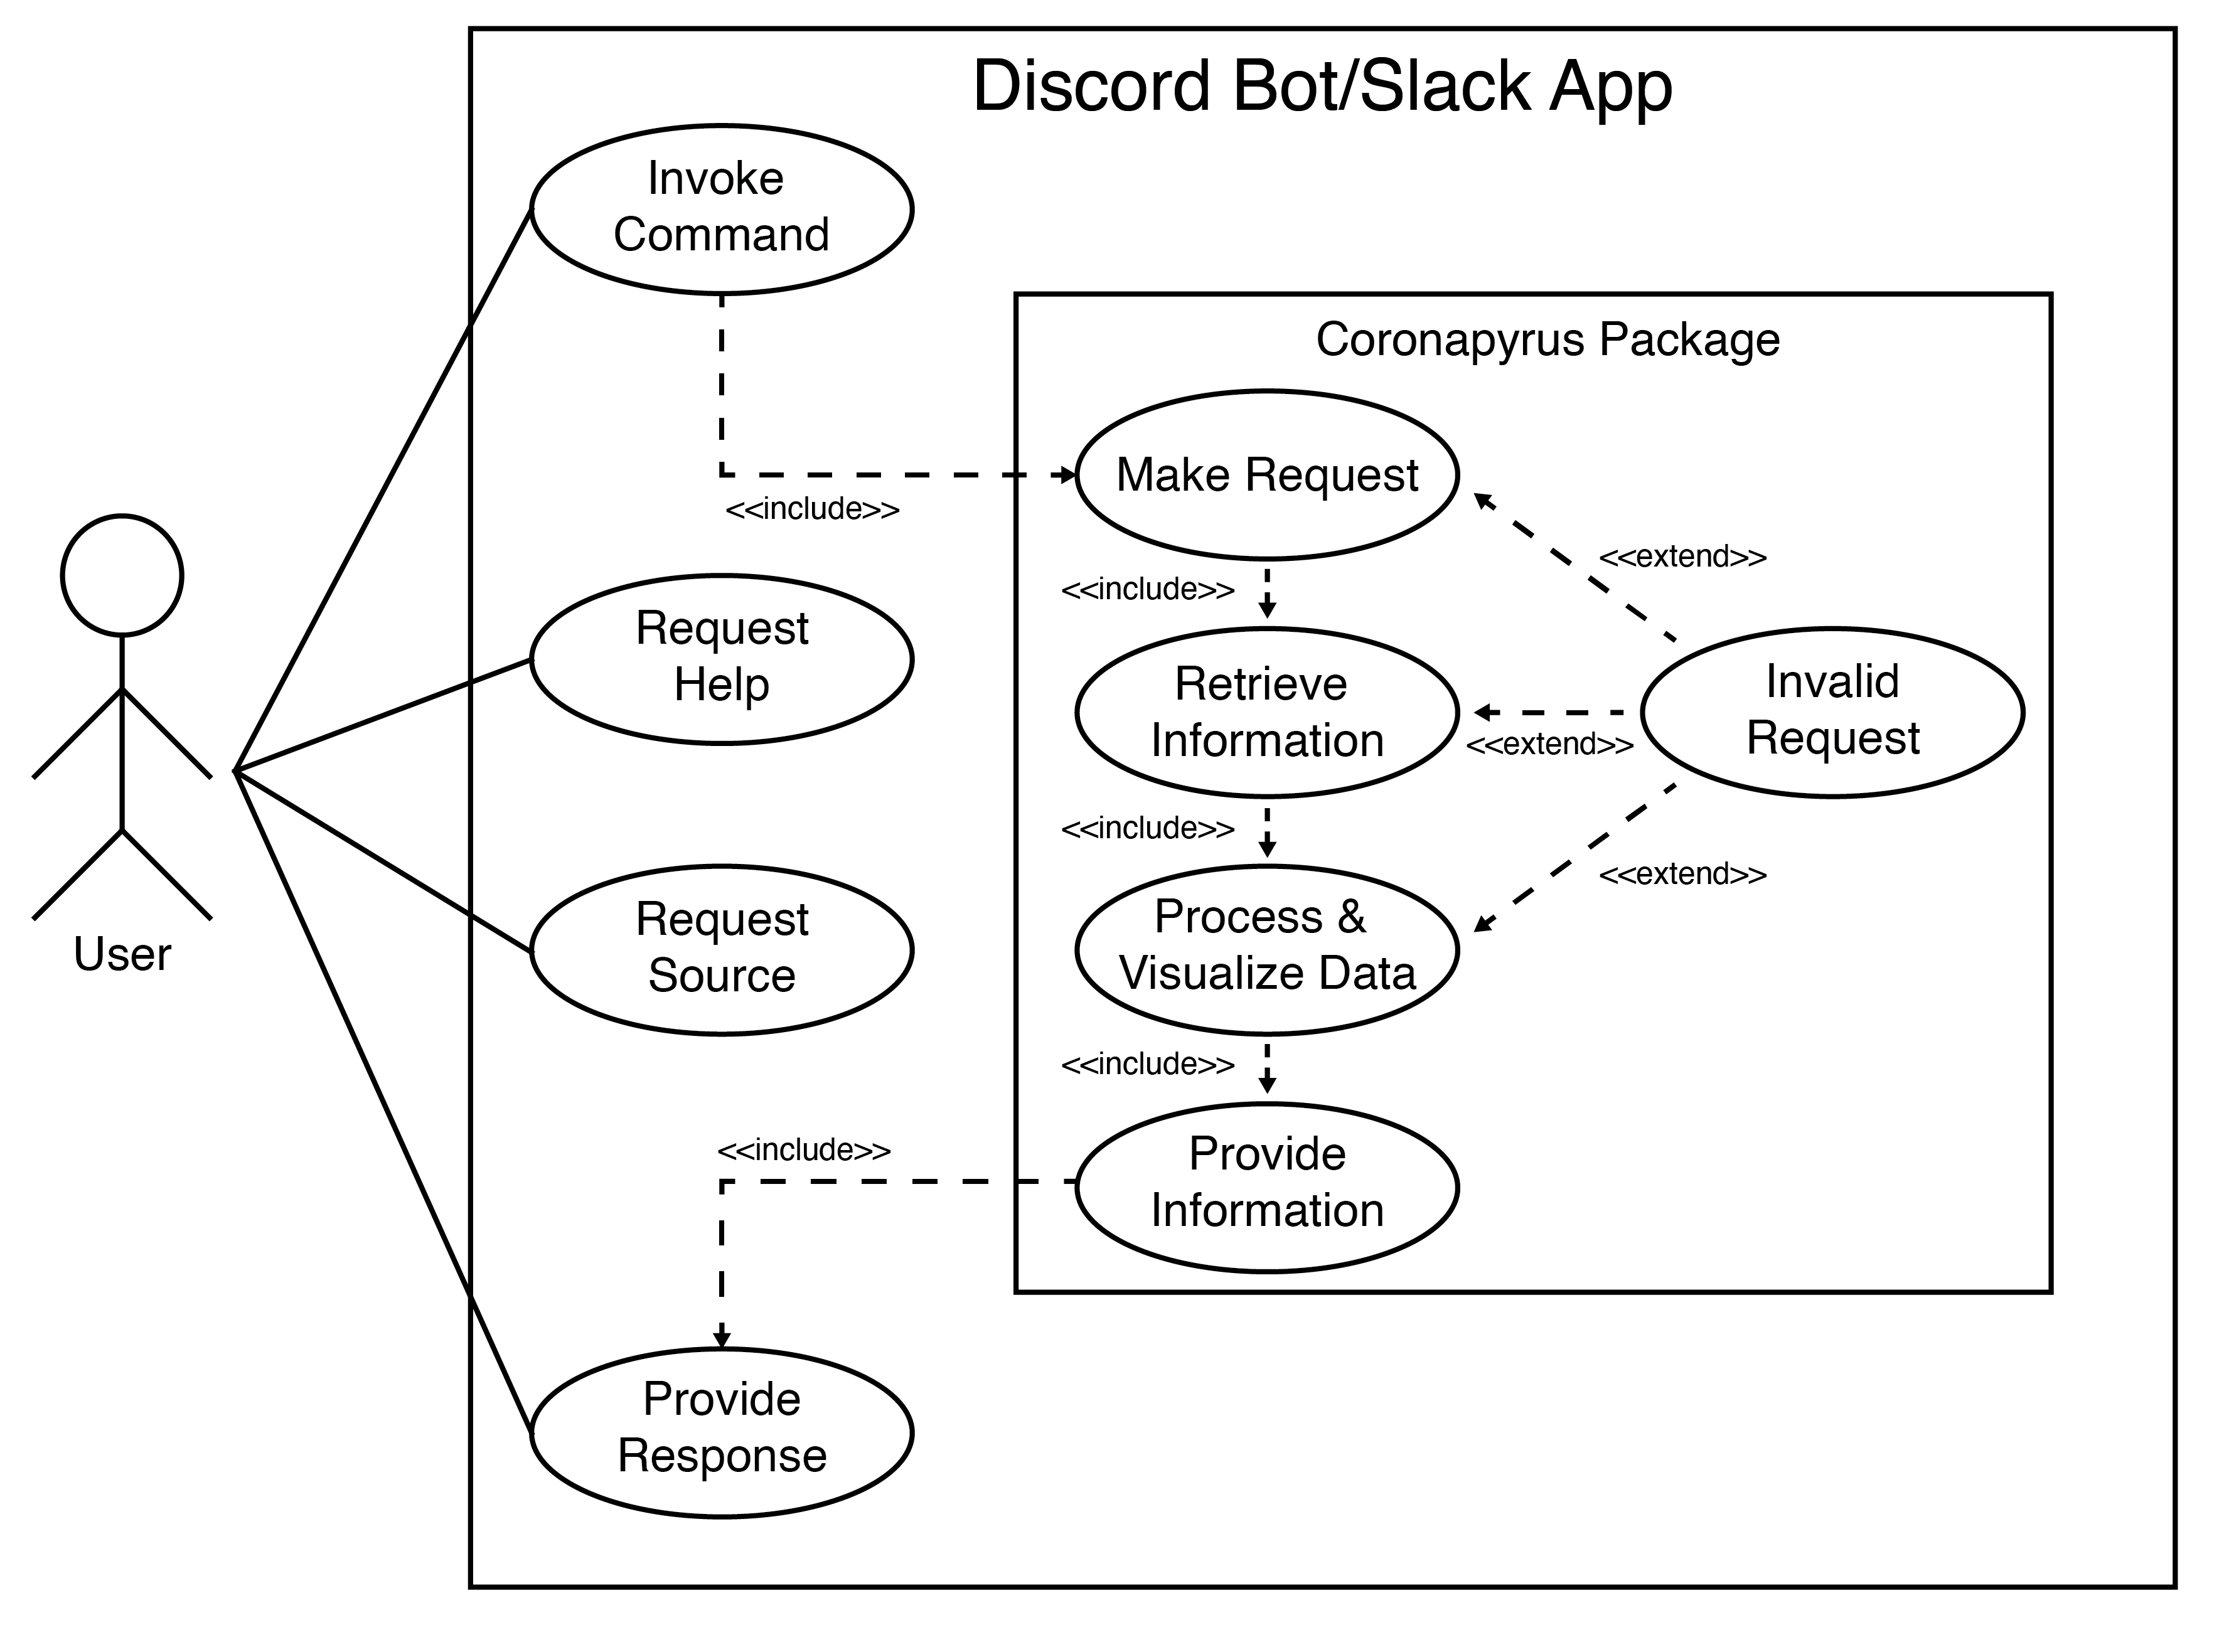 Discord Bot/Slack App
Invoke
Command
Coronapyrus Package
Make Request
<<include>>
<<extend>>
<<include>>
Request
Help
Retrieve
Information
Invalid
Request
<<extend>>
<<include>>
<<extend>>
User
Request
Source
Process &
Visualize Data
<<include>>
<<include>>
Provide
Information
Provide
Response